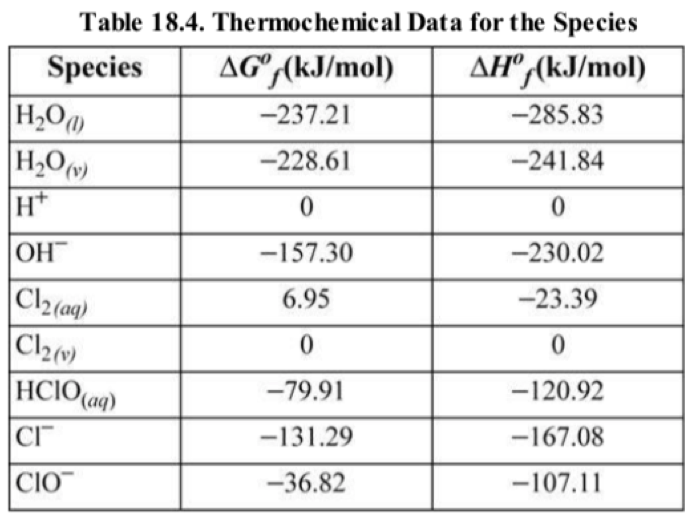 Table 18.4. Thermochemical Data for the Species
Species ΔG°f(kJ/mol) ΔH°f(kJ/mol)
H2O(l) −237.21 −285.83
H2O(v) −228.61 −241.84
H+ 0 0
OH− −157.30 −230.02
Cl2(aq) 6.95 −23.39
Cl2(v) 0 0
HClO(aq) −79.91 −120.92
Cl− −131.29 −167.08
ClO− −36.82 −107.11